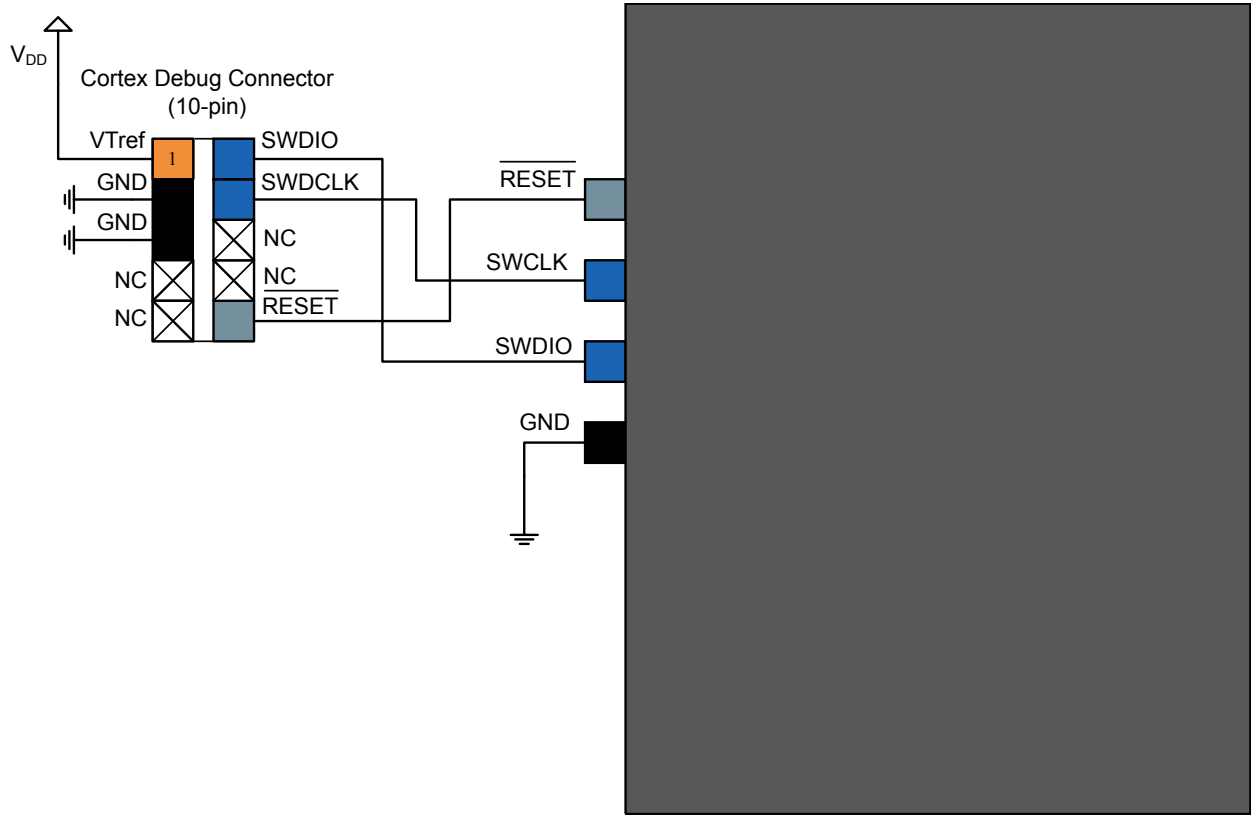 VDD
Cortex Debug Connector
(10-pin)
VTref
1
SWDIO
GND
SWDCLK
GND
NC
NC
NC
NC
RESET
RESET
SWCLK
SWDIO
GND